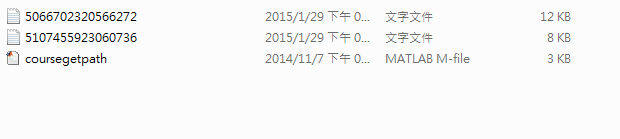 5066702320566272 2015/1/29 下午 0... 文字文件 12 KB
5107455923060736 2015/1/29 下午 0... 文字文件 8 KB
coursegetpath 2014/11/7 下午 0... MATLAB M-file 3 KB